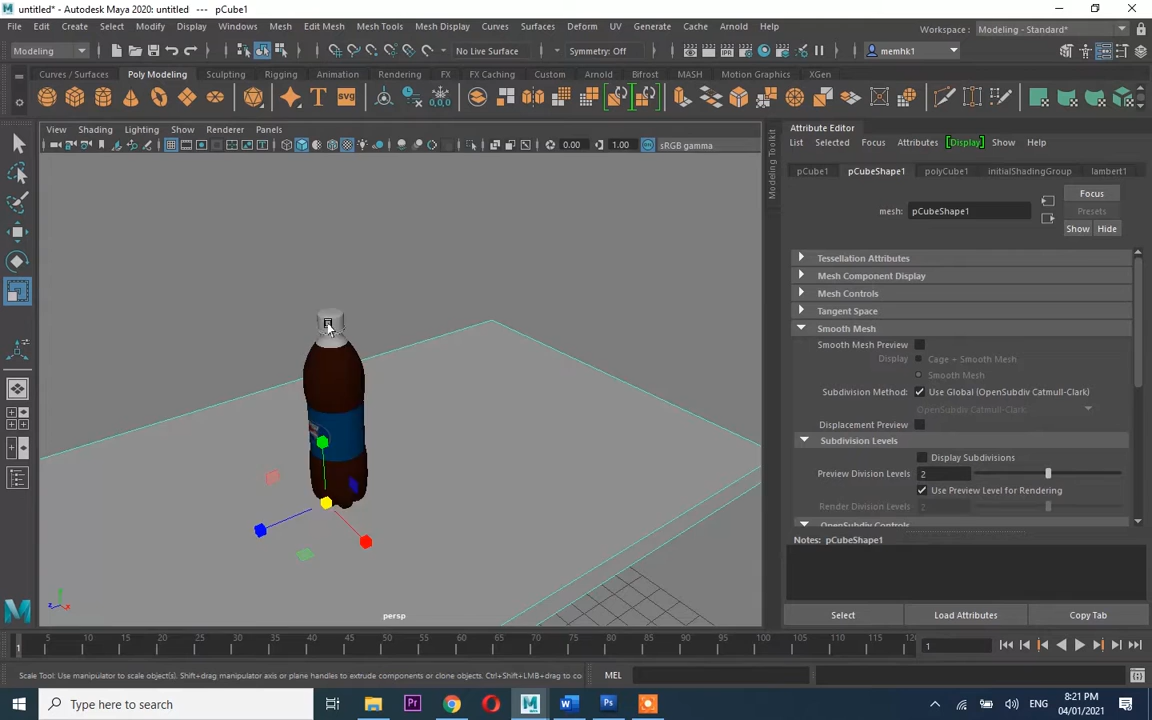 untitled* - Autodesk Maya 2020: untitled --- pCube1
File Edit Create Select Modify Display Windows Mesh Edit Mesh Mesh Tools Mesh Display Curves Surfaces Deform UV Generate Cache Arnold Help
Workspace : Modeling - Standard*
Modeling No Live Surface Symmetry: Off memhk1
Curves / Surfaces Poly Modeling Sculpting Rigging Animation Rendering FX FX Caching Custom Arnold Bifrost MASH Motion Graphics XGen
T svg 0,0,0
View Shading Lighting Show Renderer Panels
0.00 1.00 sRGB gamma
persp
Modeling Toolkit
Attribute Editor
List Selected Focus Attributes Display Show Help
pCube1 pCubeShape1 polyCube1 initialShadingGroup lambert1
mesh: pCubeShape1
Focus
Presets
Show Hide
Tessellation Attributes
Mesh Component Display
Mesh Controls
Tangent Space
Smooth Mesh
Smooth Mesh Preview
Display Cage + Smooth Mesh
Smooth Mesh
Subdivision Method: Use Global (OpenSubdiv Catmull-Clark)
OpenSubdiv Catmull-Clark
Displacement Preview
Subdivision Levels
Display Subdivisions
Preview Division Levels 2
Use Preview Level for Rendering
Render Division Levels 2
OpenSubdiv Controls
Notes: pCubeShape1
Select Load Attributes Copy Tab
5 10 15 20 25 30 35 40 45 50 55 60 65 70 75 80 85 90 95 100 105 110 115 12
1 1
Scale Tool: Use manipulator to scale object(s). Shift+drag manipulator axis or plane handles to extrude components or clone objects. Ctrl+Shift+LMB+drag to co
MEL
Type here to search
ENG
8:21 PM
04/01/2021